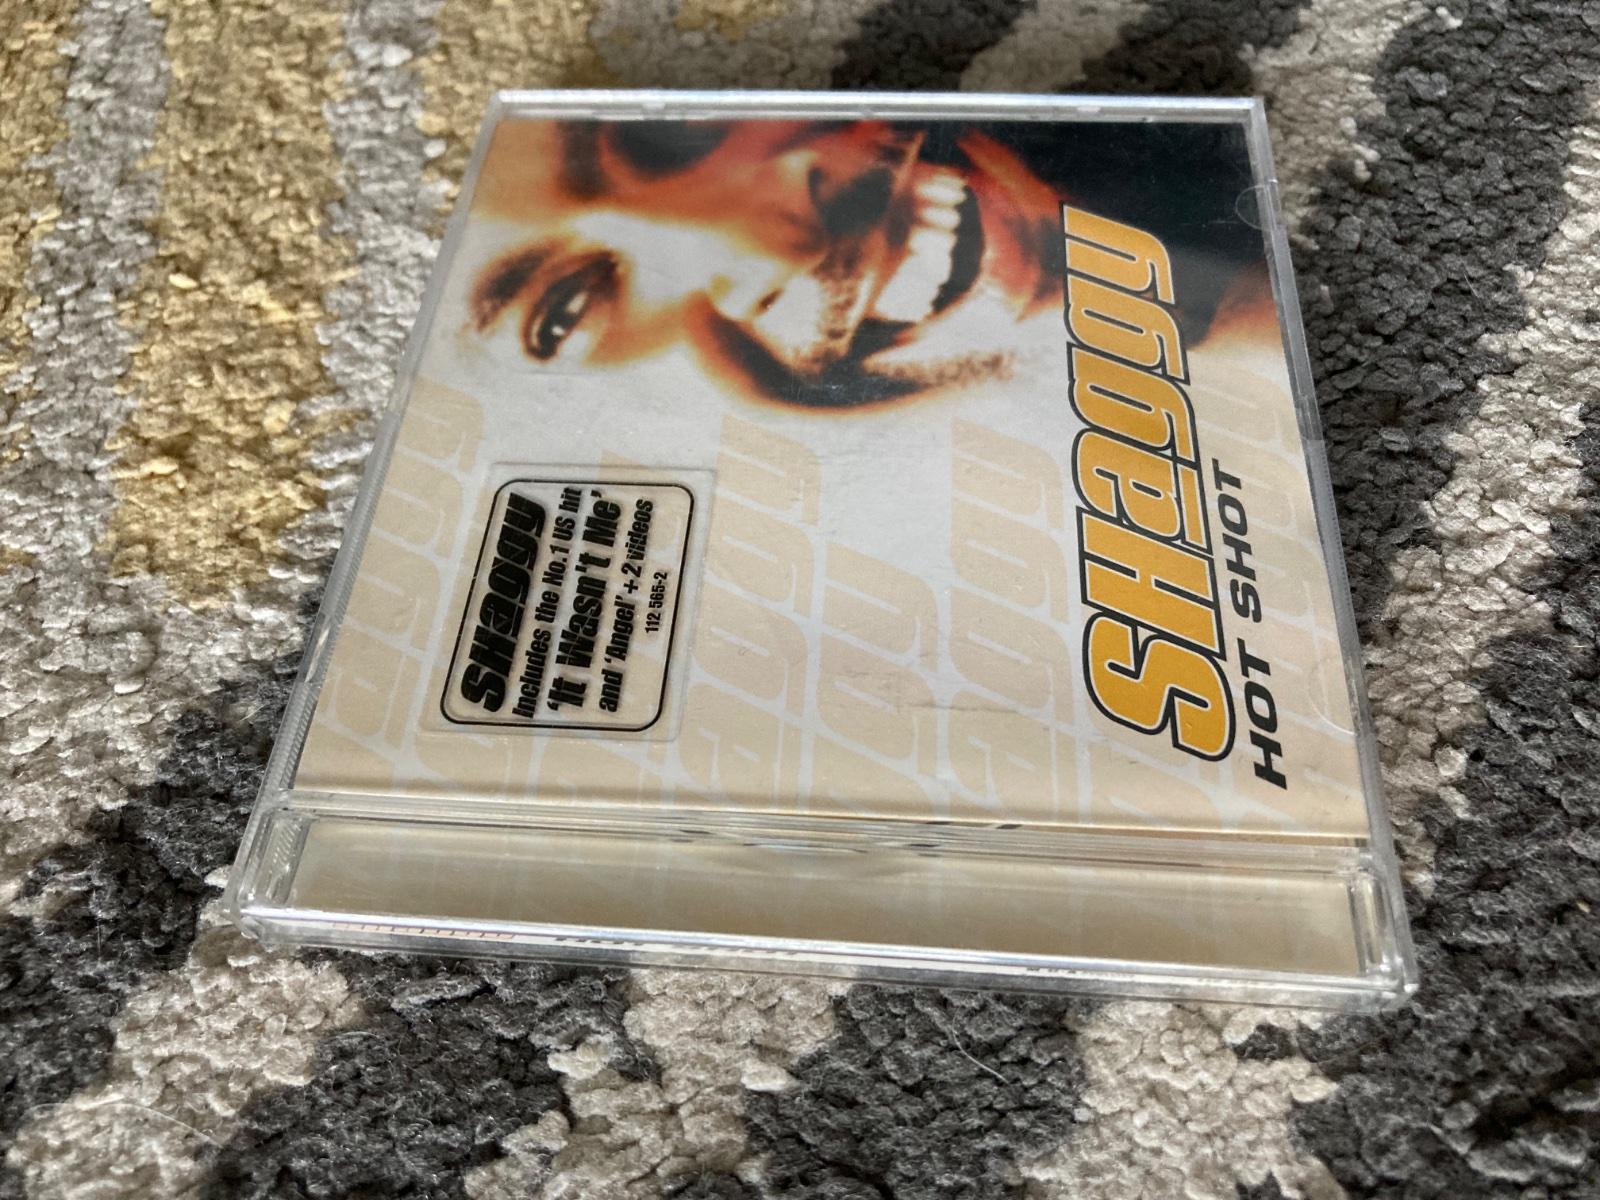 SHaggy
Includes the No.1 US hit
'It Wasn't Me'
and 'Angel' + 2 videos
112 565-2
SHaggy
HOT SHOT